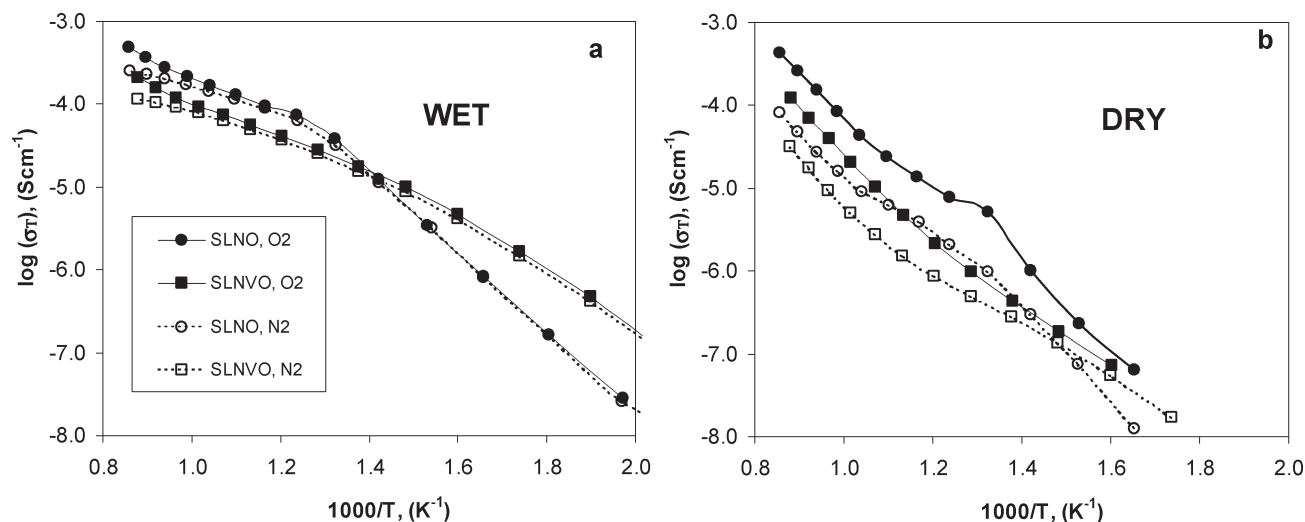 -3.0
a
-4.0
WET
-5.0
log (σT), (Scm-1)
SLNO, O2
-6.0
SLNVO, O2
SLNO, N2
-7.0
SLNVO, N2
-8.0
0.8 1.0 1.2 1.4 1.6 1.8 2.0
1000/T, (K-1)
-3.0
b
-4.0
DRY
-5.0
log (σT), (Scm-1)
-6.0
-7.0
-8.0
0.8 1.0 1.2 1.4 1.6 1.8 2.0
1000/T, (K-1)